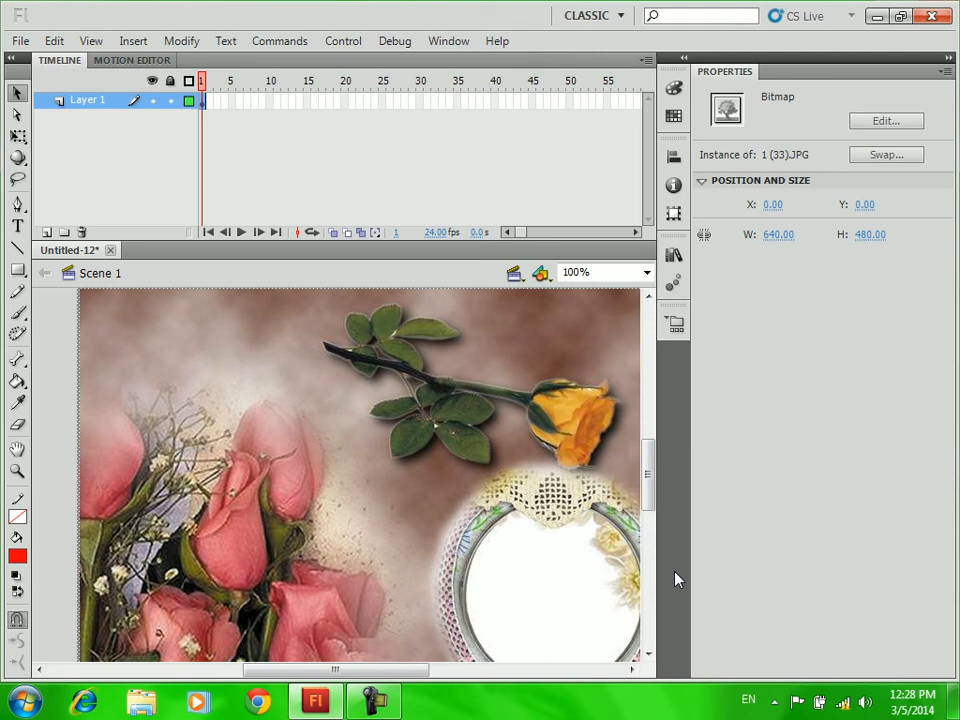 Fl CLASSIC CS Live
File Edit View Insert Modify Text Commands Control Debug Window Help
TIMELINE MOTION EDITOR
1 5 10 15 20 25 30 35 40 45 50 55
Layer 1
1 24.00 fps 0.0 s
Untitled-12*
Scene 1 100%
PROPERTIES
Bitmap
Edit...
Instance of: 1 (33).JPG Swap...
POSITION AND SIZE
X: 0.00 Y: 0.00
W: 640.00 H: 480.00
T
Fl
EN
12:28 PM
3/5/2014